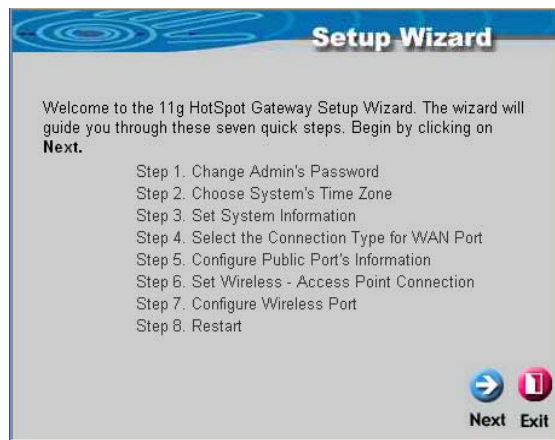 Setup Wizard
Welcome to the 11g HotSpot Gateway Setup Wizard. The wizard will
guide you through these seven quick steps. Begin by clicking on
Next.
Step 1. Change Admin's Password
Step 2. Choose System's Time Zone
Step 3. Set System Information
Step 4. Select the Connection Type for WAN Port
Step 5. Configure Public Port's Information
Step 6. Set Wireless - Access Point Connection
Step 7. Configure Wireless Port
Step 8. Restart
Next Exit